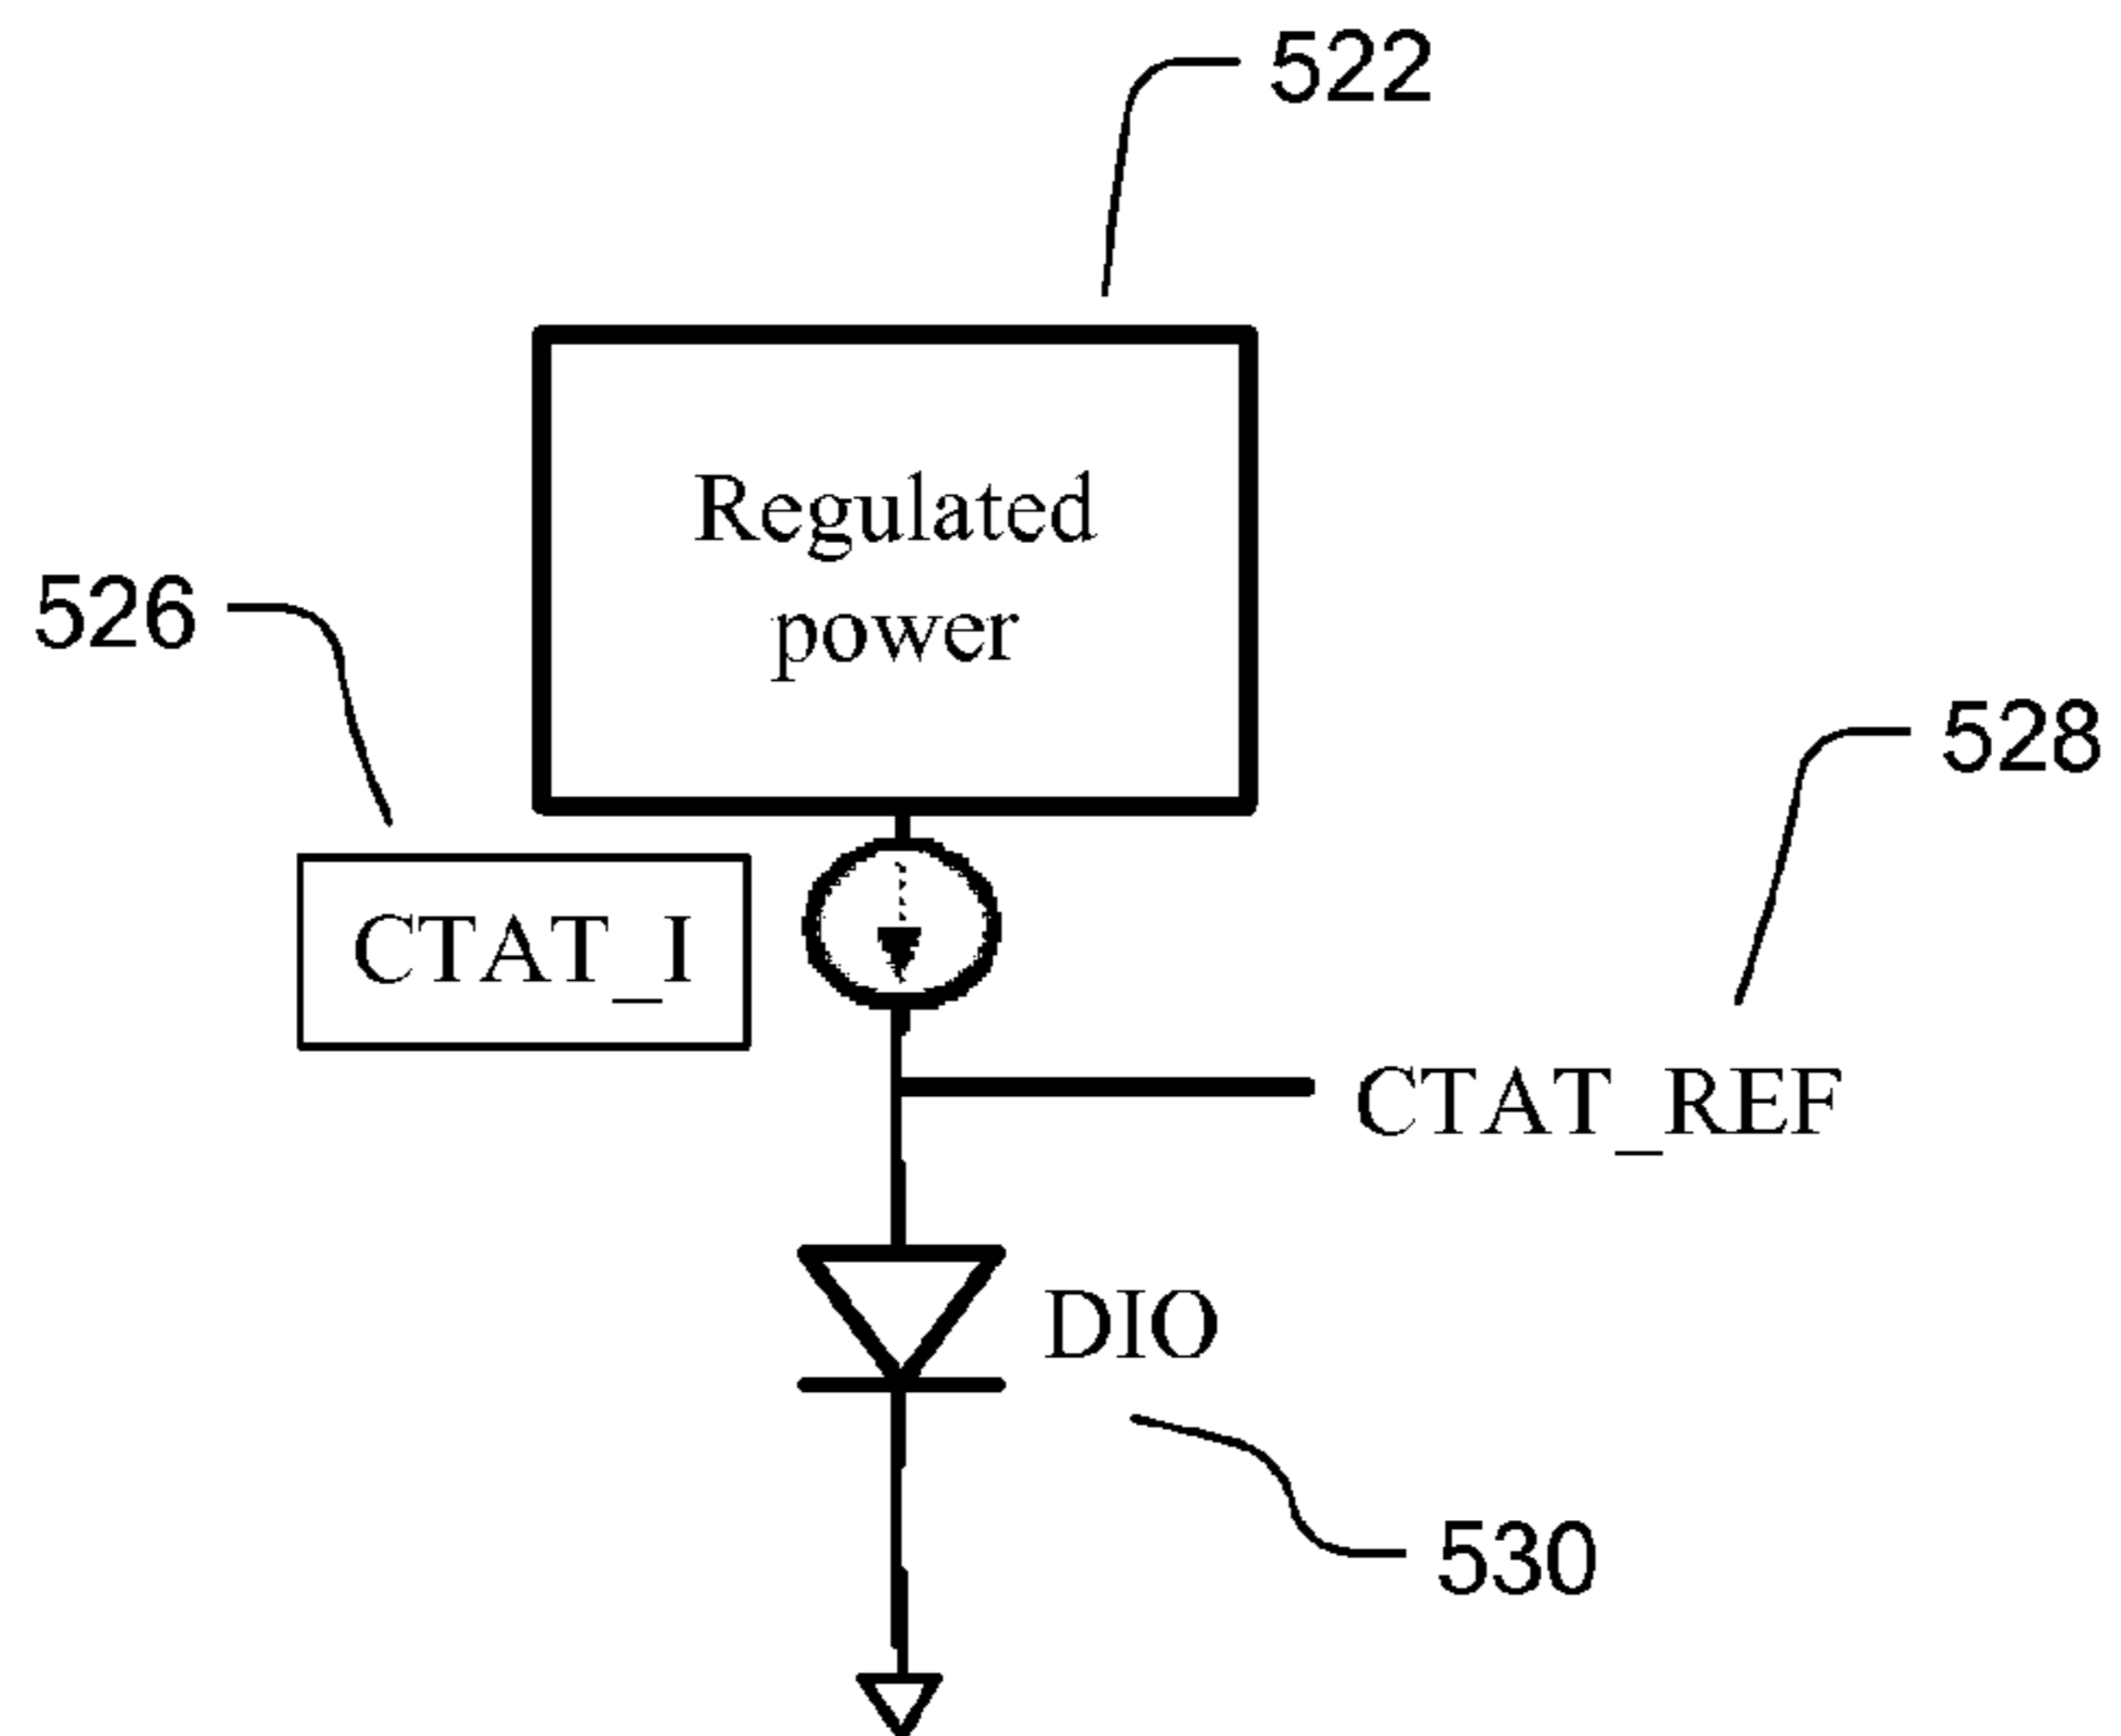 522
Regulated
power
526
528
CTAT_I
CTAT_REF
DIO
530